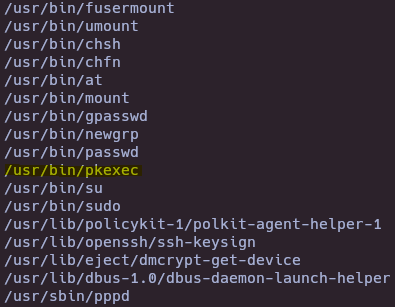 /usr/bin/fusermount
/usr/bin/umount
/usr/bin/chsh
/usr/bin/chfn
/usr/bin/at
/usr/bin/mount
/usr/bin/gpasswd
/usr/bin/newgrp
/usr/bin/passwd
/usr/bin/pkexec
/usr/bin/su
/usr/bin/sudo
/usr/lib/policykit-1/polkit-agent-helper-1
/usr/lib/openssh/ssh-keysign
/usr/lib/eject/dmcrypt-get-device
/usr/lib/dbus-1.0/dbus-daemon-launch-helper
/usr/sbin/pppd